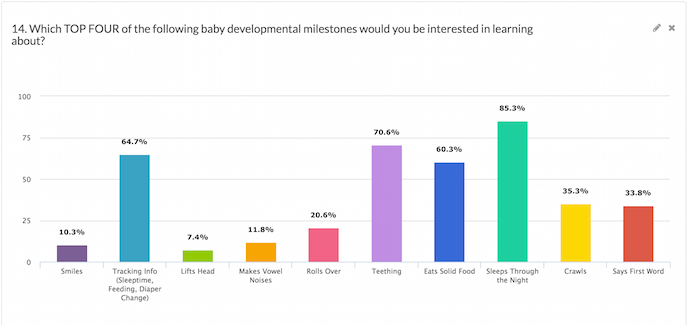 14. Which TOP FOUR of the following baby developmental milestones would you be interested in learning
about?
100
75
50
25
0
10.3%
64.7%
7.4%
11.8%
20.6%
70.6%
60.3%
85.3%
35.3%
33.8%
Smiles
Tracking Info
(Sleeptime,
Feeding, Diaper
Change)
Lifts Head
Makes Vowel
Noises
Rolls Over
Teething
Eats Solid Food
Sleeps Through
the Night
Crawls
Says First Word